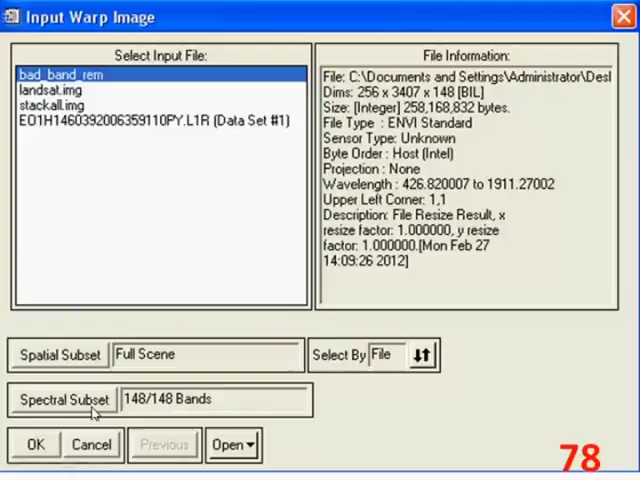 Input Warp Image
Select Input File:
bad_band_rem
landsat.img
stackall.img
EO1H1460392006359110PY.L1R (Data Set #1)
File Information:
File: C:\Documents and Settings\Administrator\Desl
Dims: 256 x 3407 x 148 [BIL]
Size: [Integer] 258,168,832 bytes.
File Type : ENVI Standard
Sensor Type: Unknown
Byte Order : Host (Intel)
Projection : None
Wavelength : 426.820007 to 1911.27002
Upper Left Corner: 1,1
Description: File Resize Result, x
resize factor: 1.000000, y resize
factor: 1.000000.[Mon Feb 27
14:09:26 2012]
Spatial Subset Full Scene Select By File
Spectral Subset 148/148 Bands
OK Cancel Previous Open
78